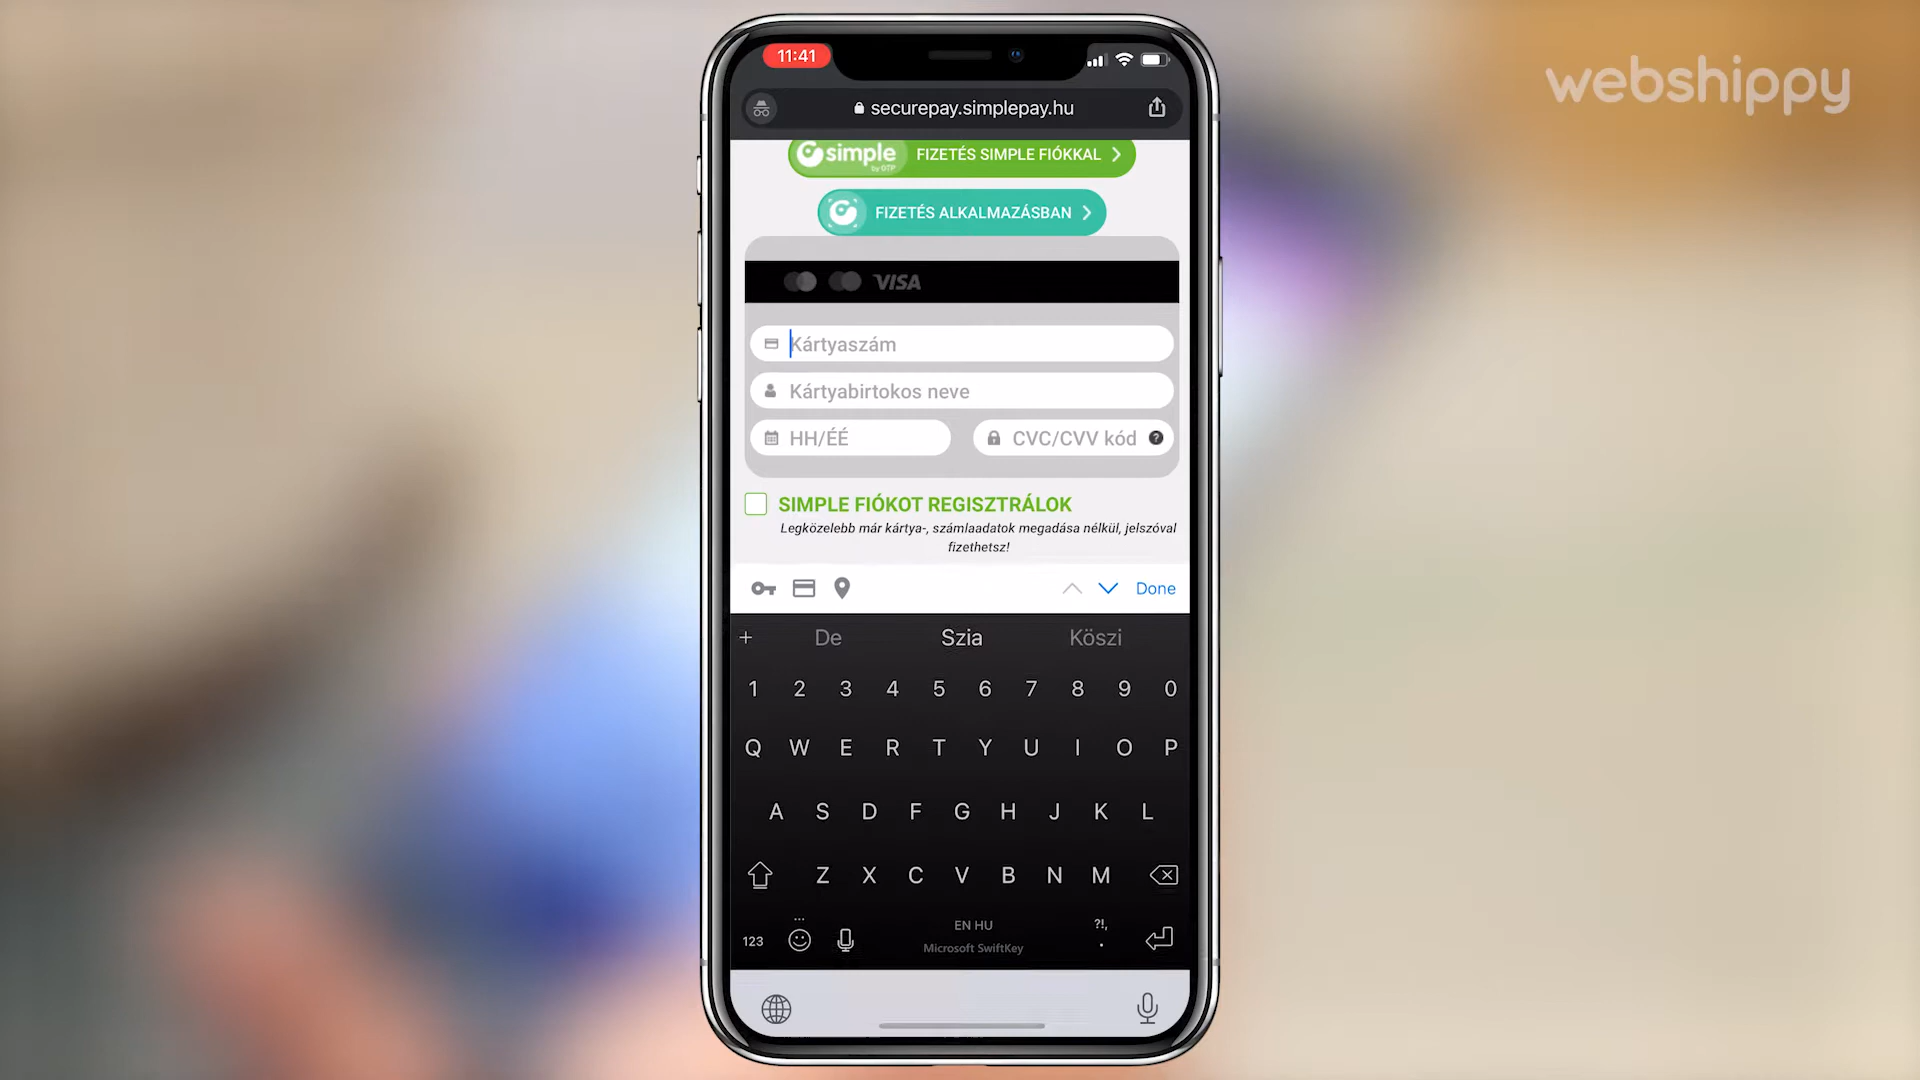 webshippy
11:41
securepay.simplepay.hu
simple
by OTP
FIZETÉS SIMPLE FIÓKKAL
FIZETÉS ALKALMAZÁSBAN
VISA
Kártyaszám
Kártyabirtokos neve
HH/ÉÉ
CVC/CVV kód ?
SIMPLE FIÓKOT REGISZTRÁLOK
Legközelebb már kártya-, számlaadatok megadása nélkül, jelszóval
fizethetsz!
Done
+ De Szia Köszi
1 2 3 4 5 6 7 8 9 0
Q W E R T Y U I O P
A S D F G H J K L
Z X C V B N M
123
EN HU
Microsoft SwiftKey
?!,
.